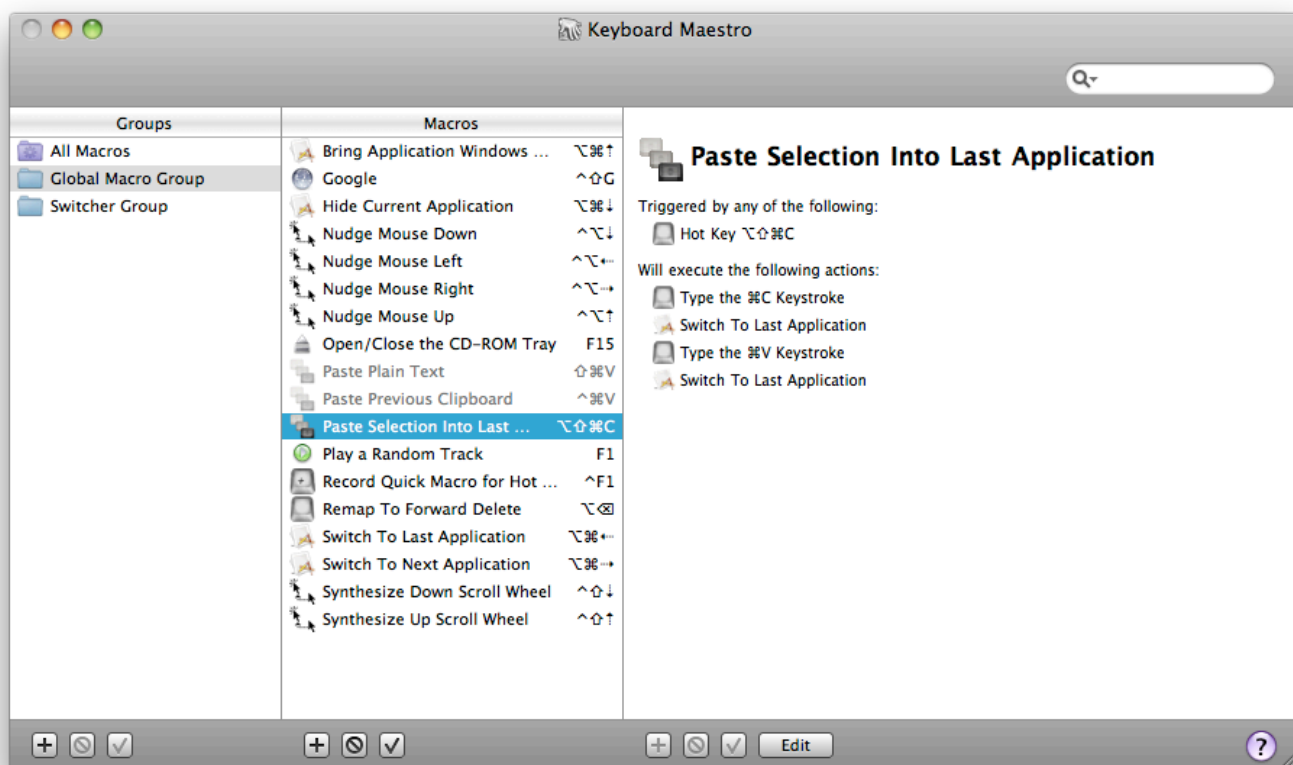 Keyboard Maestro
Groups
Macros
All Macros
Global Macro Group
Switcher Group
Bring Application Windows ... ⌥⌘↑
Google ^⇧G
Hide Current Application ⌥⌘↓
Nudge Mouse Down ^⌥↓
Nudge Mouse Left ^⌥⇠
Nudge Mouse Right ^⌥⇢
Nudge Mouse Up ^⌥↑
Open/Close the CD-ROM Tray F15
Paste Plain Text ⇧⌘V
Paste Previous Clipboard ^⌘V
Paste Selection Into Last ... ⌥⇧⌘C
Play a Random Track F1
Record Quick Macro for Hot ... ^F1
Remap To Forward Delete ⌥⌫
Switch To Last Application ⌥⌘⇠
Switch To Next Application ⌥⌘⇢
Synthesize Down Scroll Wheel ^⇧↓
Synthesize Up Scroll Wheel ^⇧↑
Paste Selection Into Last Application
Triggered by any of the following:
Hot Key ⌥⇧⌘C
Will execute the following actions:
Type the ⌘C Keystroke
Switch To Last Application
Type the ⌘V Keystroke
Switch To Last Application
Edit
?